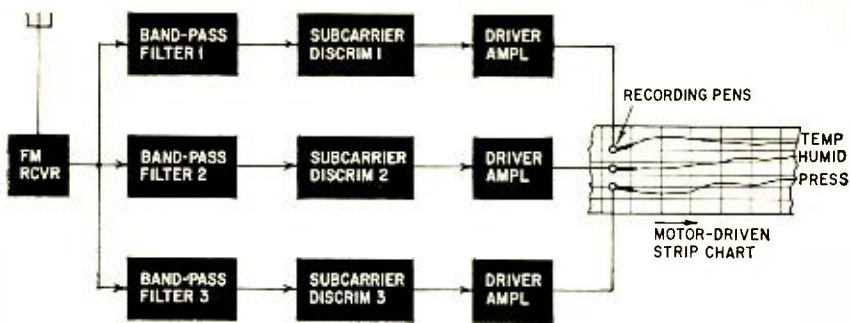 BAND-PASS
FILTER 1
SUBCARRIER
DISCRIM 1
DRIVER
AMPL
RECORDING PENS
FM
RCVR
BAND-PASS
FILTER 2
SUBCARRIER
DISCRIM 2
DRIVER
AMPL
TEMP
HUMID
PRESS
MOTOR-DRIVEN
STRIP CHART
BAND-PASS
FILTER 3
SUBCARRIER
DISCRIM 3
DRIVER
AMPL